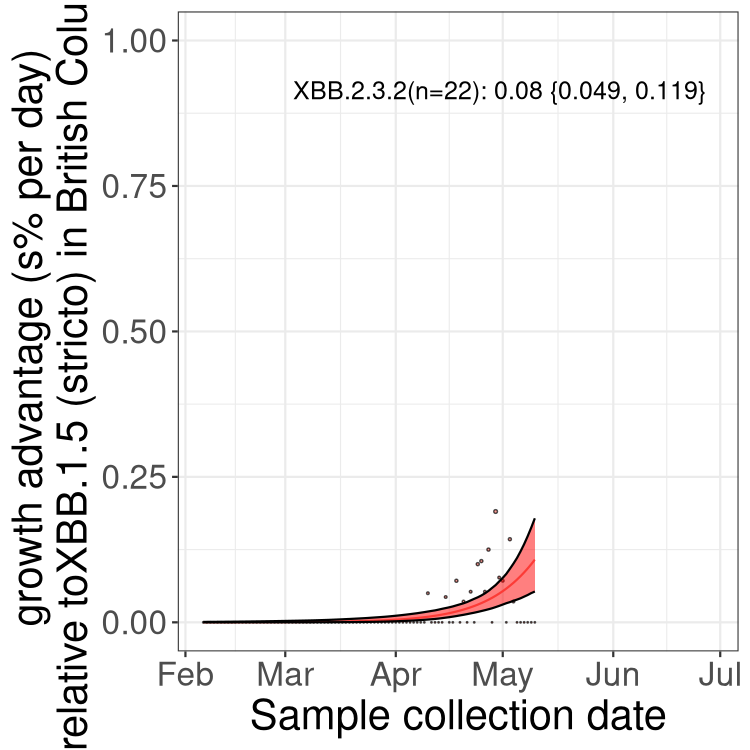 growth advantage (s% per day)
relative toXBB.1.5 (stricto) in British Colu
1.00
0.75
0.50
0.25
0.00
XBB.2.3.2(n=22): 0.08 {0.049, 0.119}
Feb Mar Apr May Jun Jul
Sample collection date